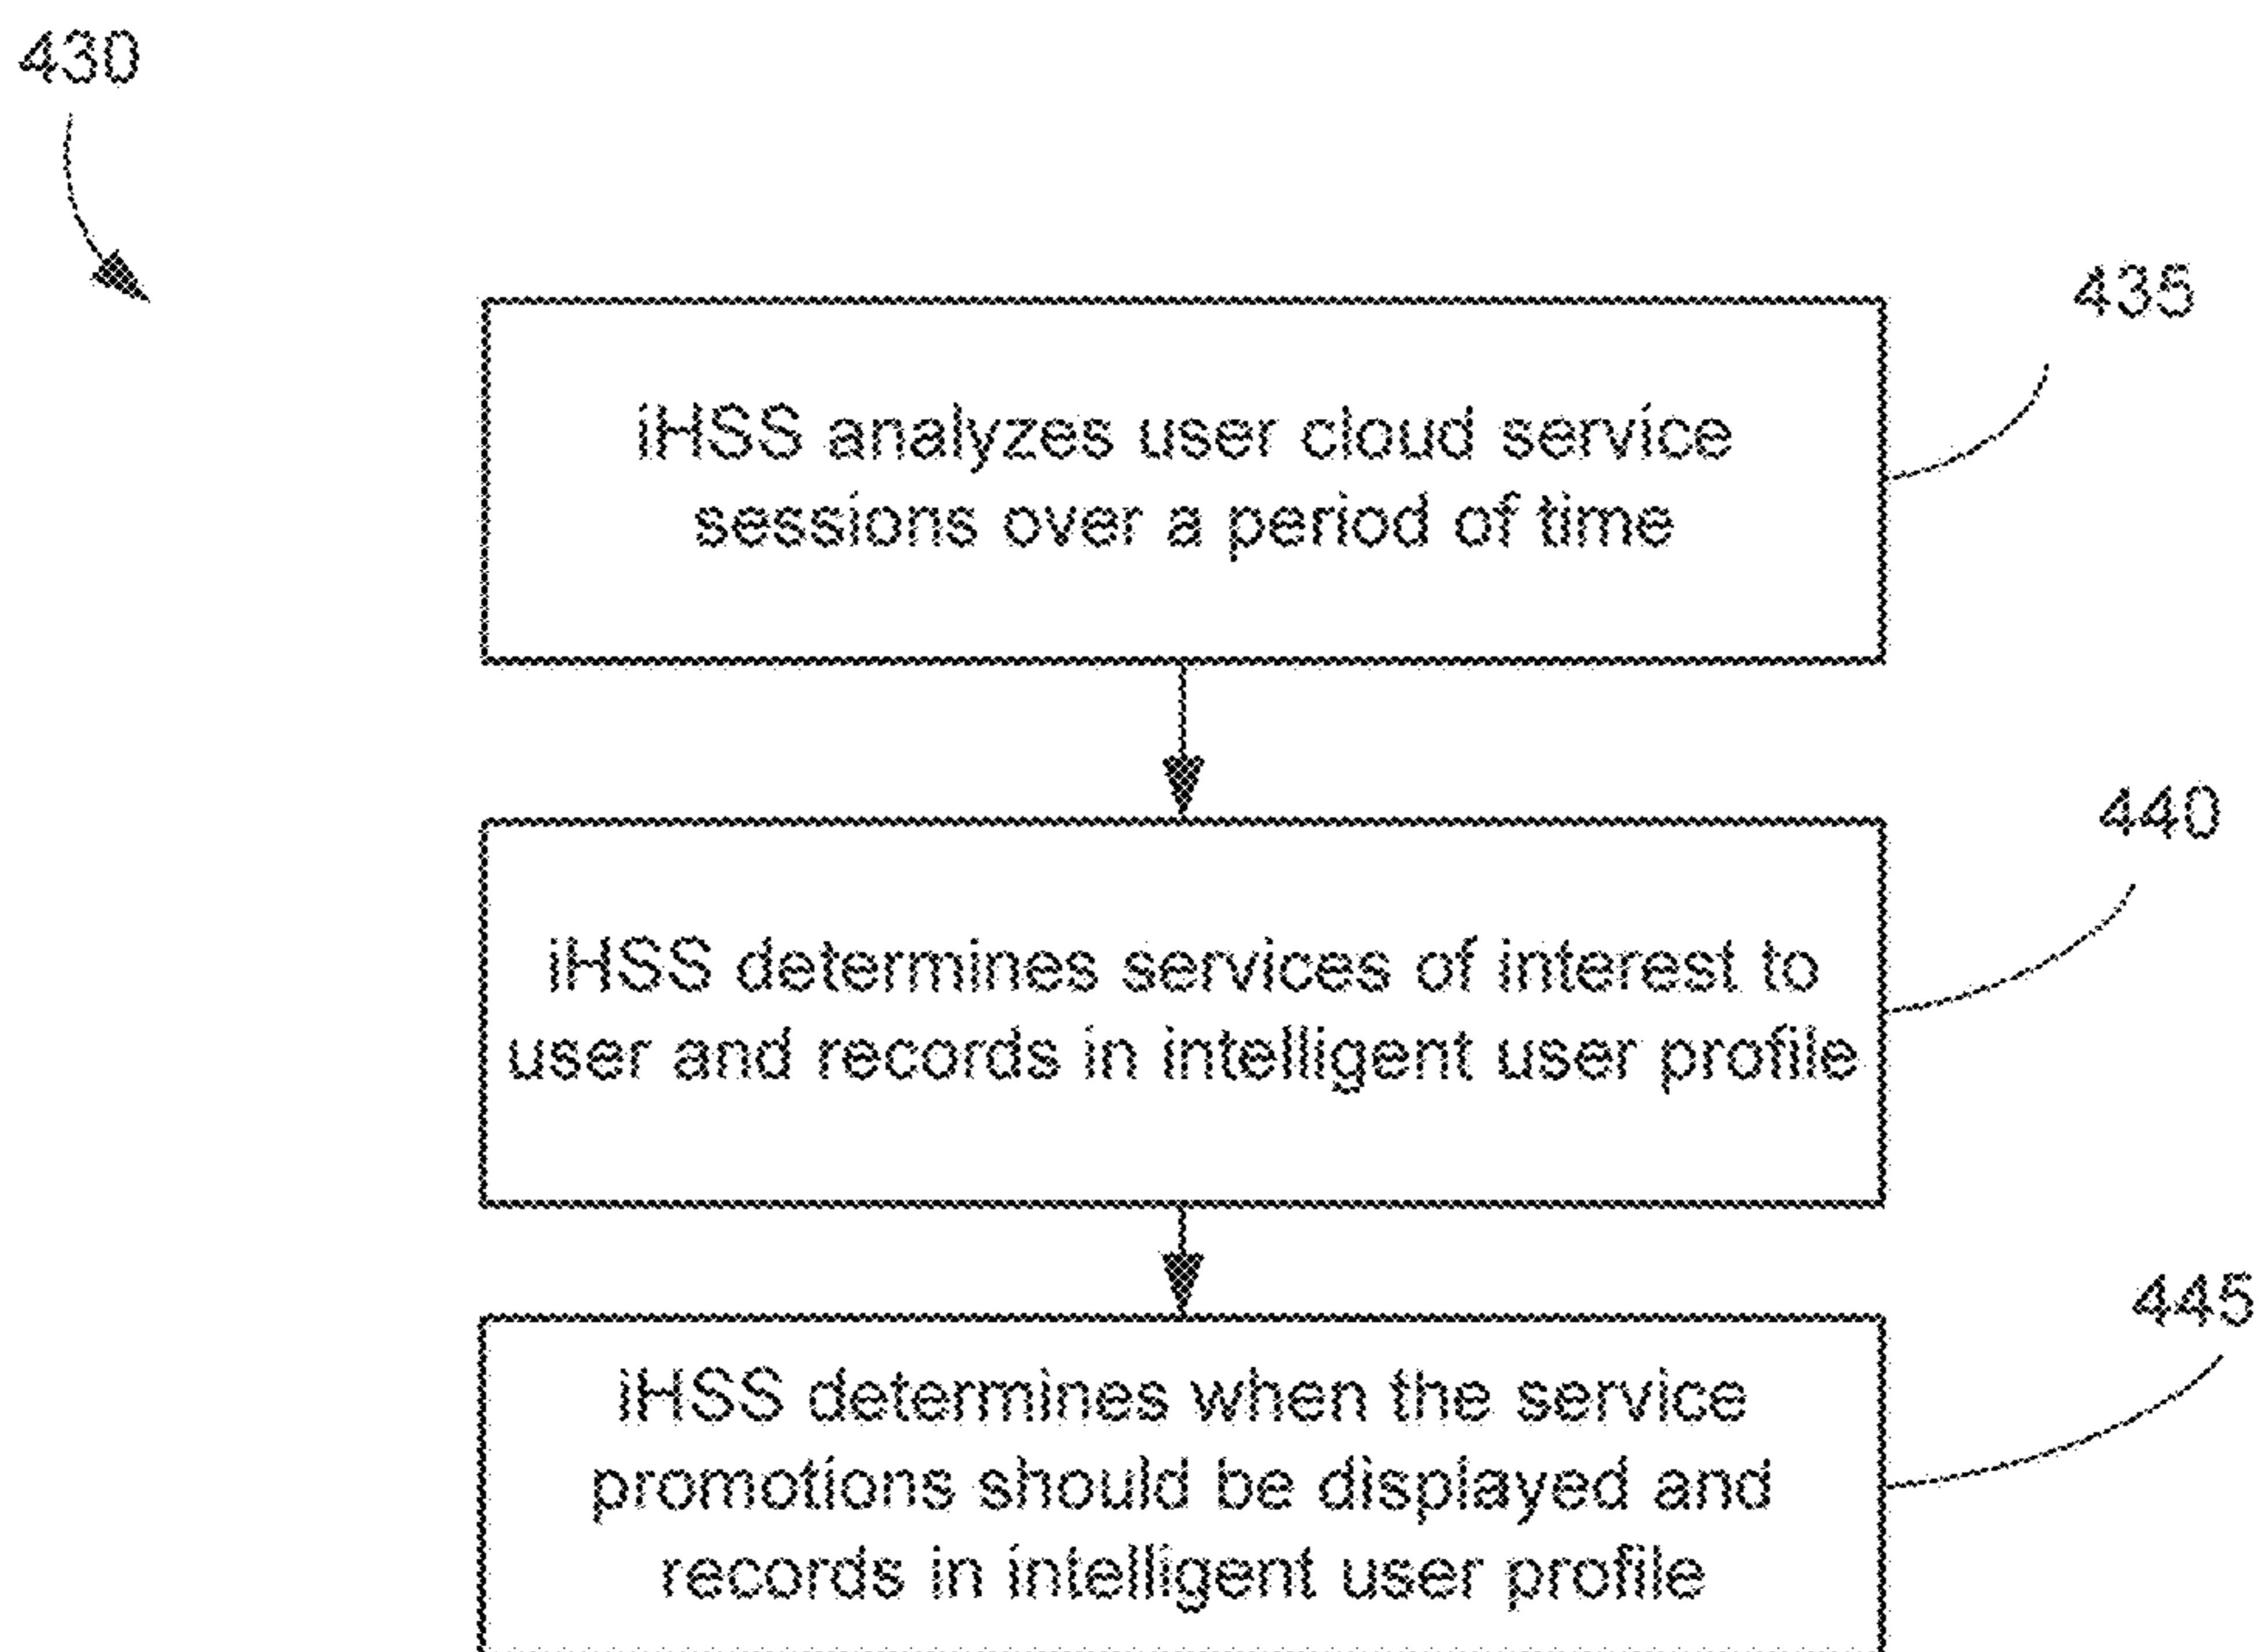 430
435
iHSS analyzes user cloud service
sessions over a period of time
440
iHSS determines services of interest to
user and records in intelligent user profile
445
iHSS determines when the service
promotions should be displayed and
records in intelligent user profile